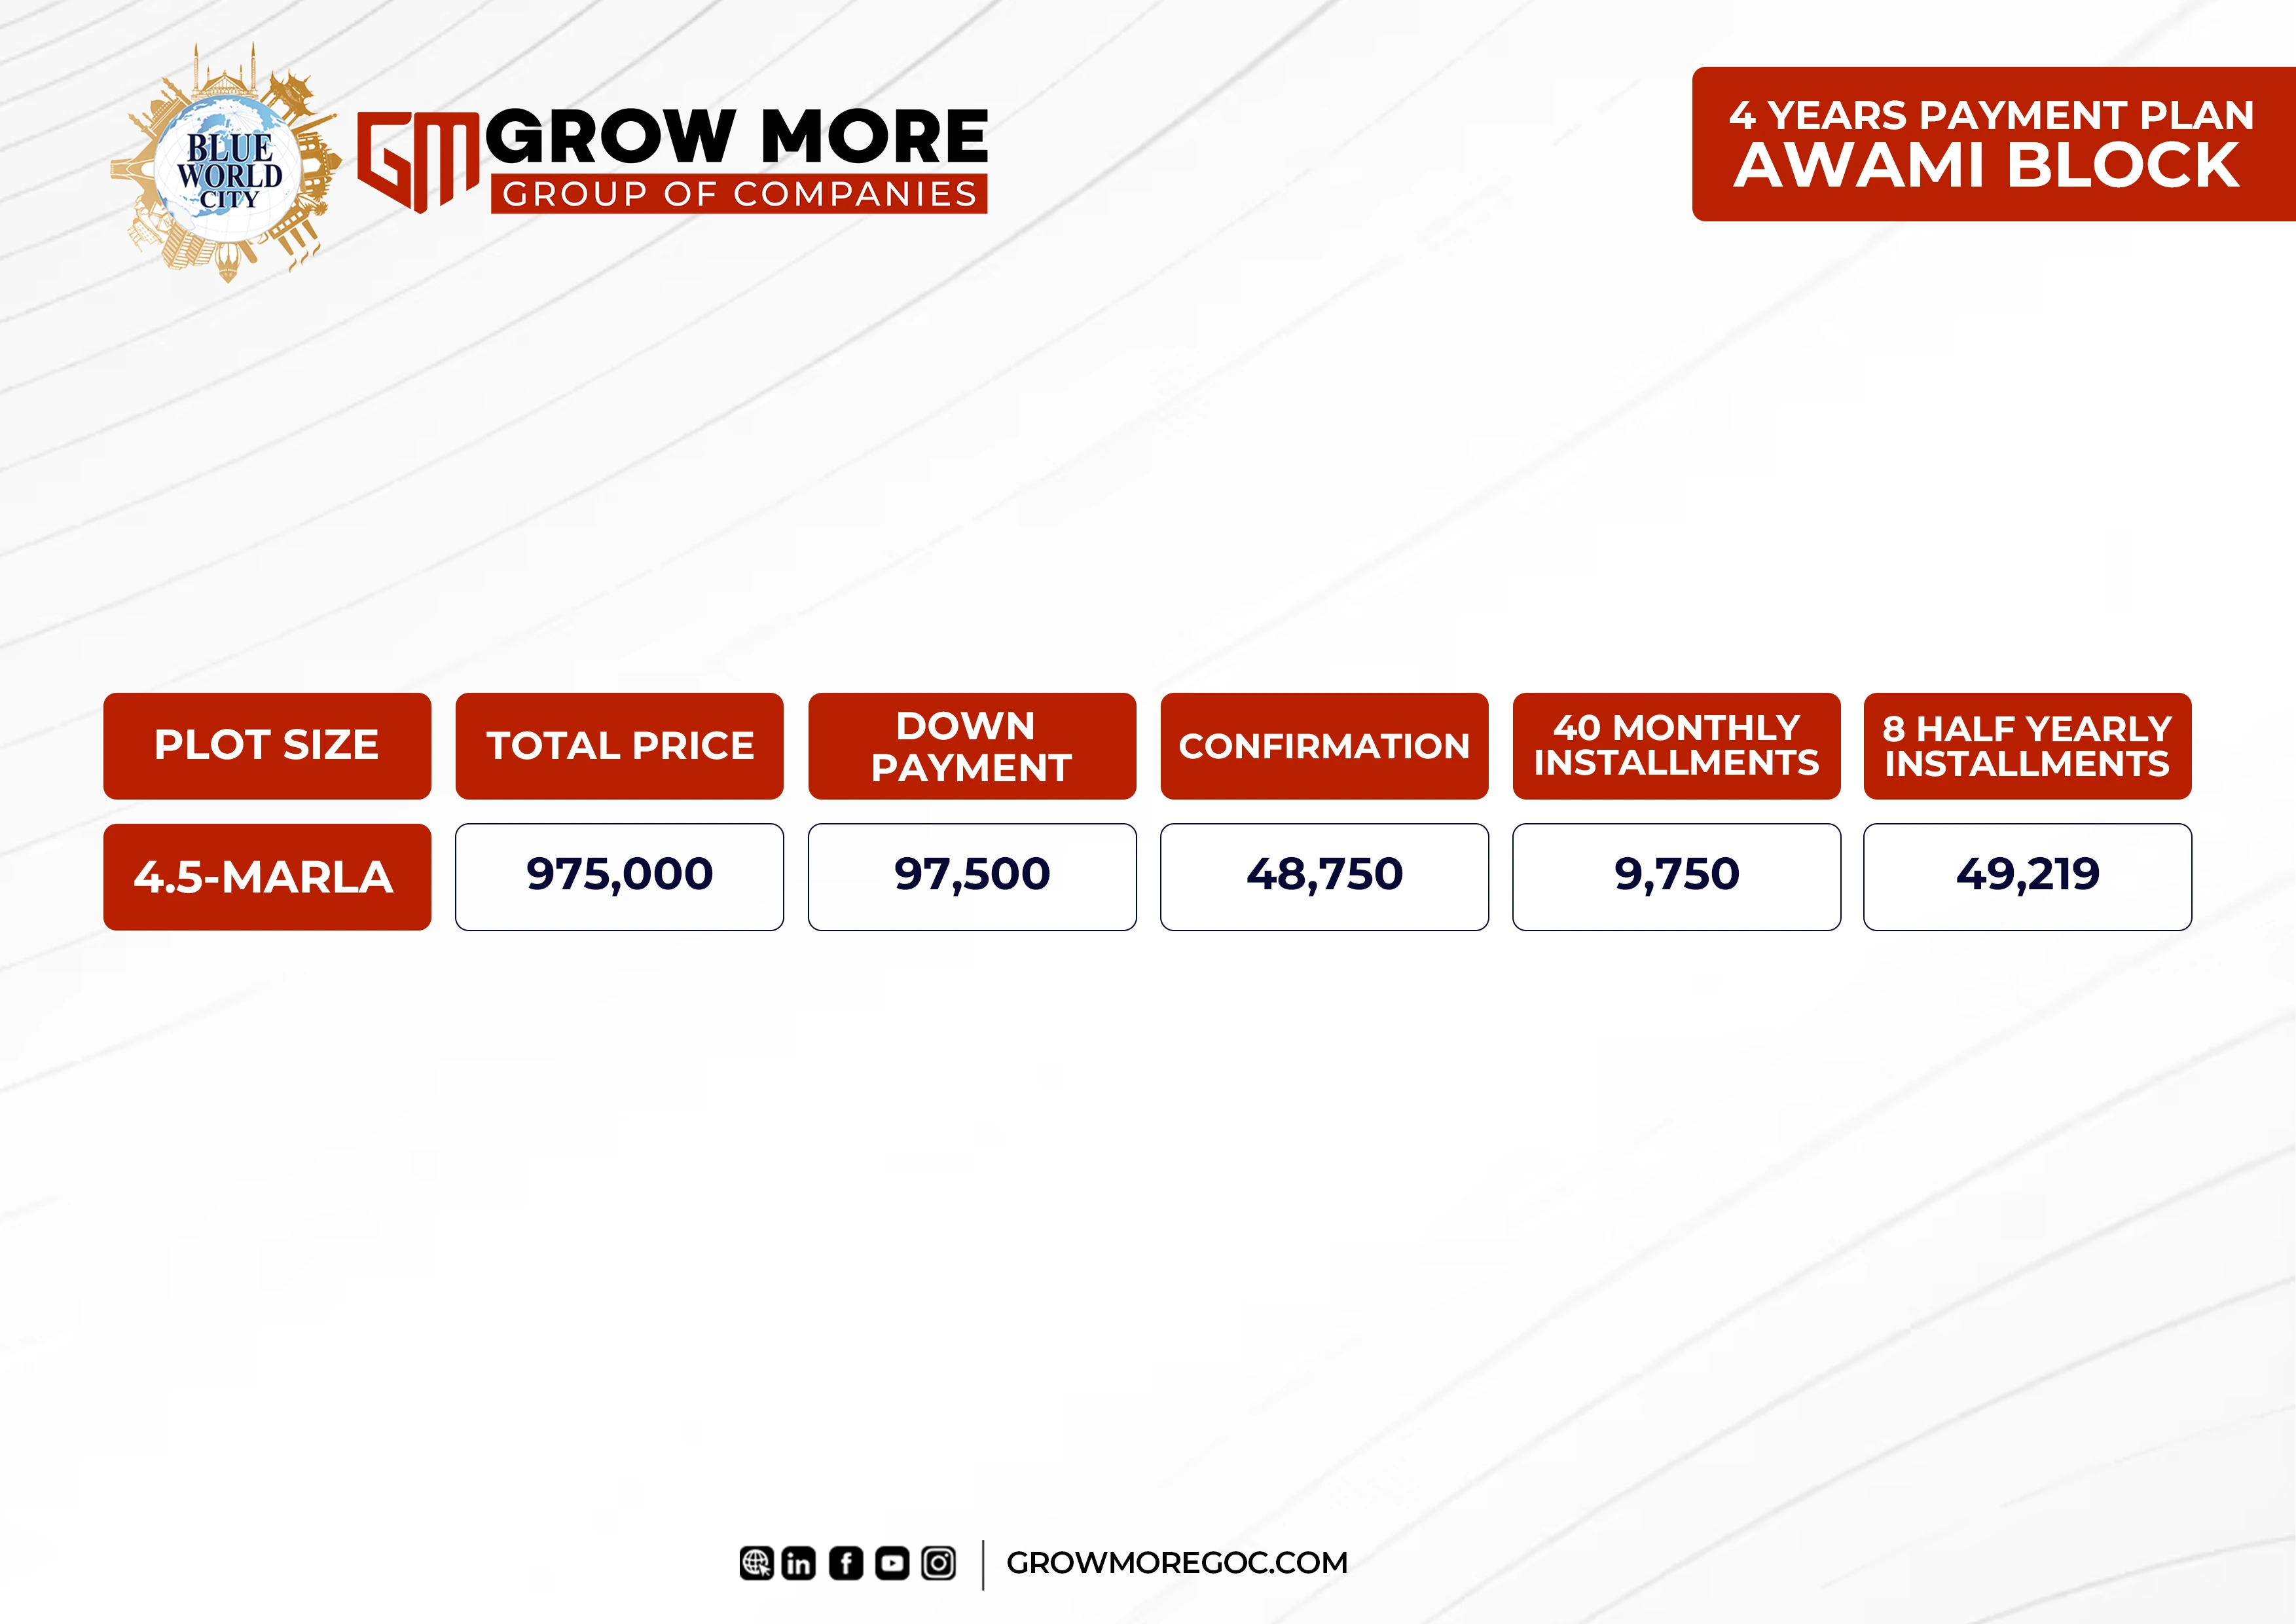 BLUE
WORLD
CITY
GM
GROW MORE
GROUP OF COMPANIES
4 YEARS PAYMENT PLAN
AWAMI BLOCK
PLOT SIZE
TOTAL PRICE
DOWN
PAYMENT
CONFIRMATION
40 MONTHLY
INSTALLMENTS
8 HALF YEARLY
INSTALLMENTS
4.5-MARLA
975,000
97,500
48,750
9,750
49,219
GROWMOREGOC.COM